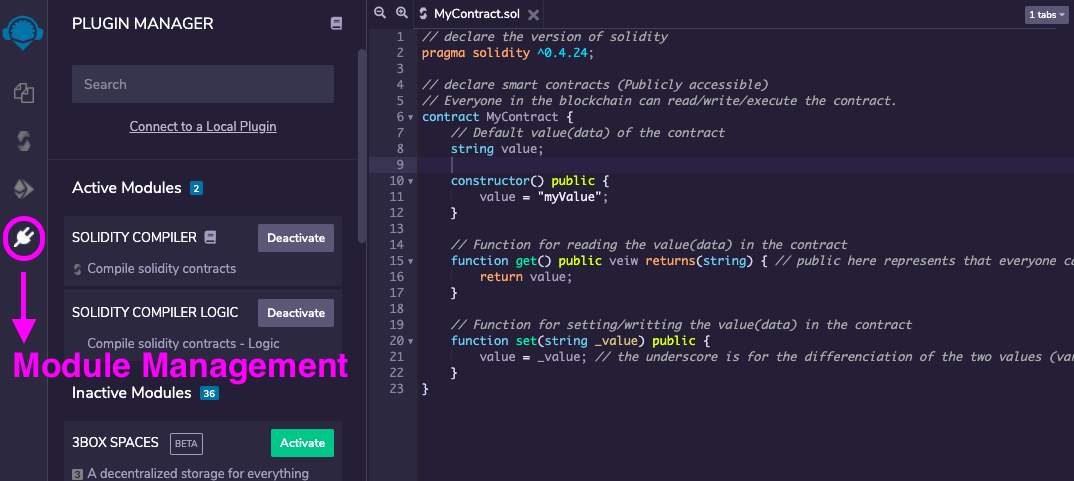 PLUGIN MANAGER
Search
Connect to a Local Plugin
Active Modules 2
SOLIDITY COMPILER Deactivate
Compile solidity contracts
SOLIDITY COMPILER LOGIC Deactivate
Compile solidity contracts - Logic
Module Management
Inactive Modules 36
3BOX SPACES BETA Activate
3 A decentralized storage for everything
MyContract.sol 1 tabs
1 // declare the version of solidity
2 pragma solidity ^0.4.24;
3
4 // declare smart contracts (Publicly accessible)
5 // Everyone in the blockchain can read/write/execute the contract.
6 contract MyContract {
7 // Default value(data) of the contract
8 string value;
9
10 constructor() public {
11 value = "myValue";
12 }
13
14 // Function for reading the value(data) in the contract
15 function get() public veiw returns(string) { // public here represents that everyone ca
16 return value;
17 }
18
19 // Function for setting/writting the value(data) in the contract
20 function set(string _value) public {
21 value = _value; // the underscore is for the differenciation of the two values (var
22 }
23 }